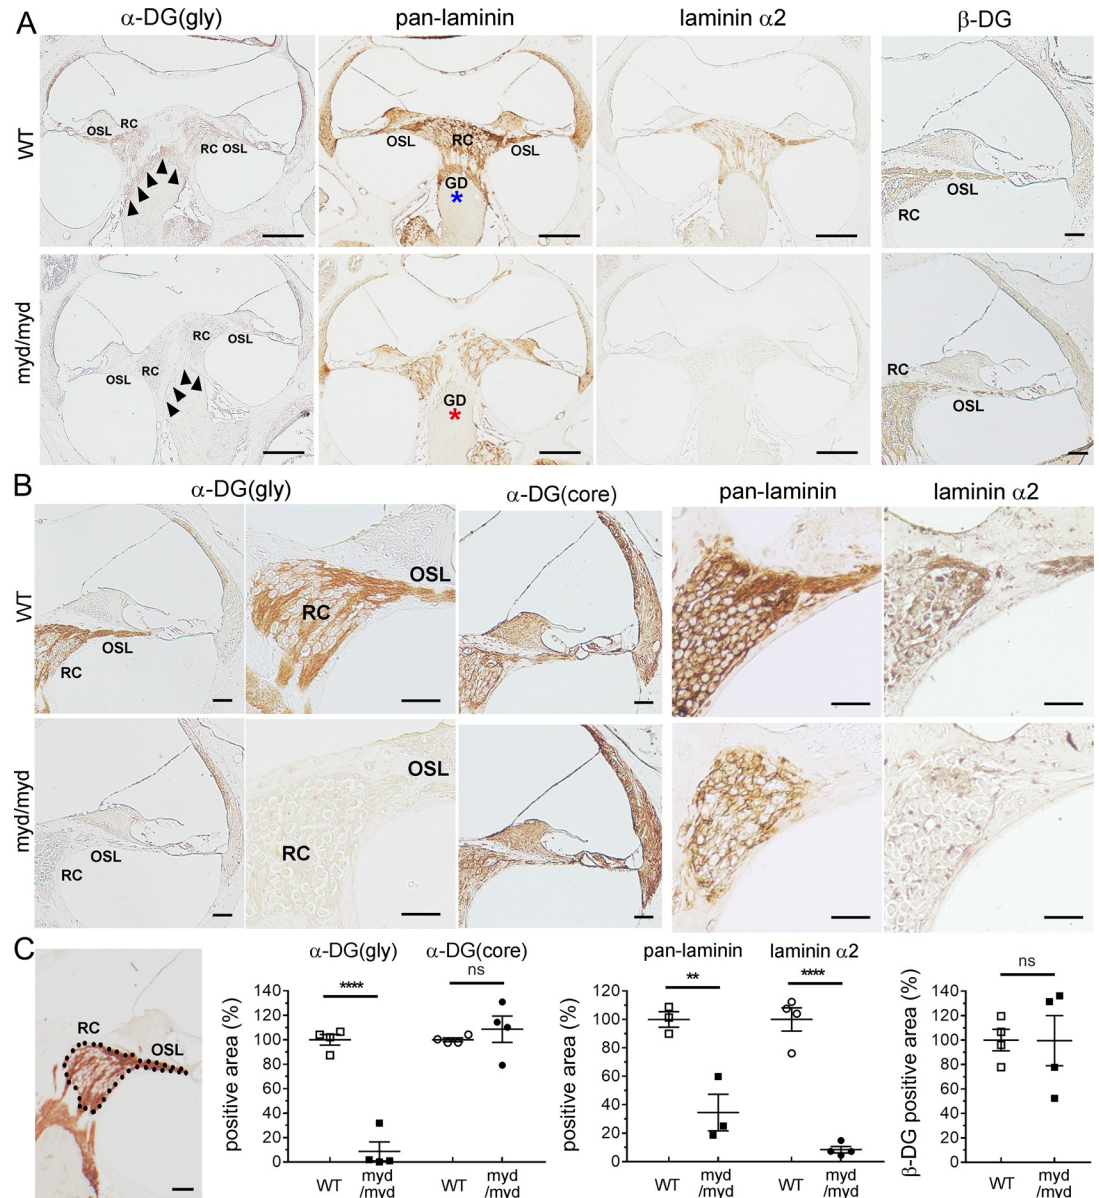 A
α-DG(gly) pan-laminin laminin α2 β-DG
WT
OSL RC RC OSL
OSL RC OSL
GD
*
OSL
RC
myd/myd
OSL RC RC OSL
GD
*
RC
OSL
B
α-DG(gly) α-DG(core) pan-laminin laminin α2
WT
OSL
RC
OSL
RC
myd/myd
OSL
RC
OSL
RC
C
RC
OSL
α-DG(gly) α-DG(core)
**** ns
positive area (%)
140
120
100
80
60
40
20
0
WT myd/myd WT myd/myd
pan-laminin laminin α2
** ****
positive area (%)
120
100
80
60
40
20
0
WT myd/myd WT myd/myd
ns
β-DG positive area (%)
140
120
100
80
60
40
20
0
WT myd/myd